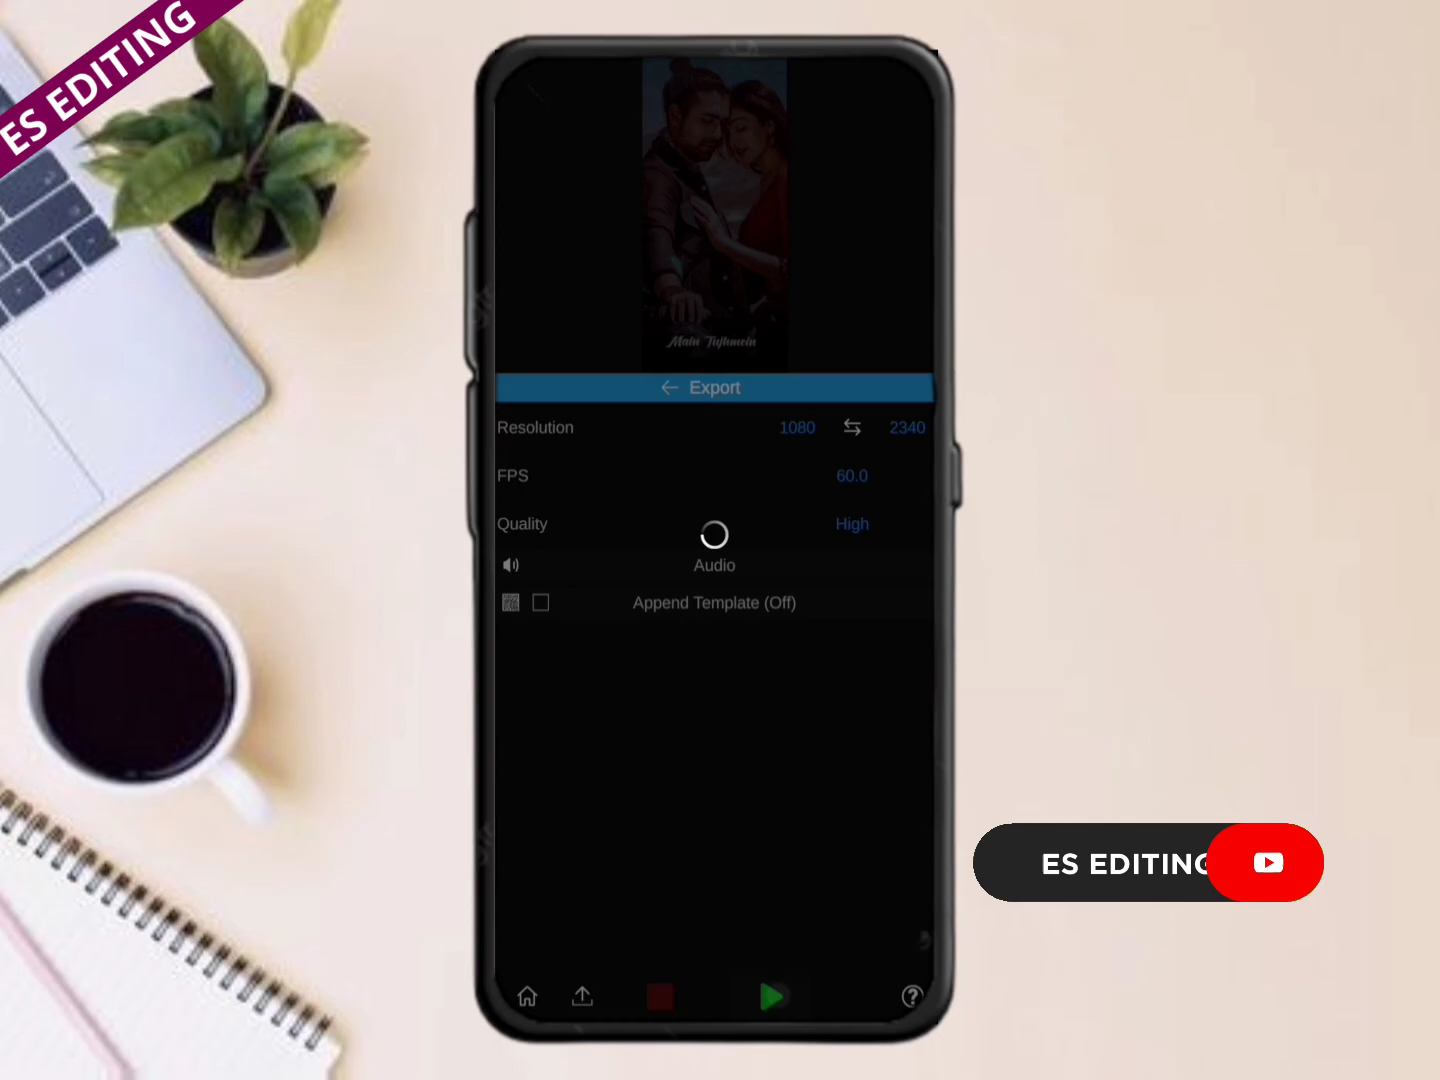 ES EDITING
Main Tujhmein
Export
Resolution 1080 2340
FPS 60.0
Quality High
Audio
Append Template (Off)
ES EDITING